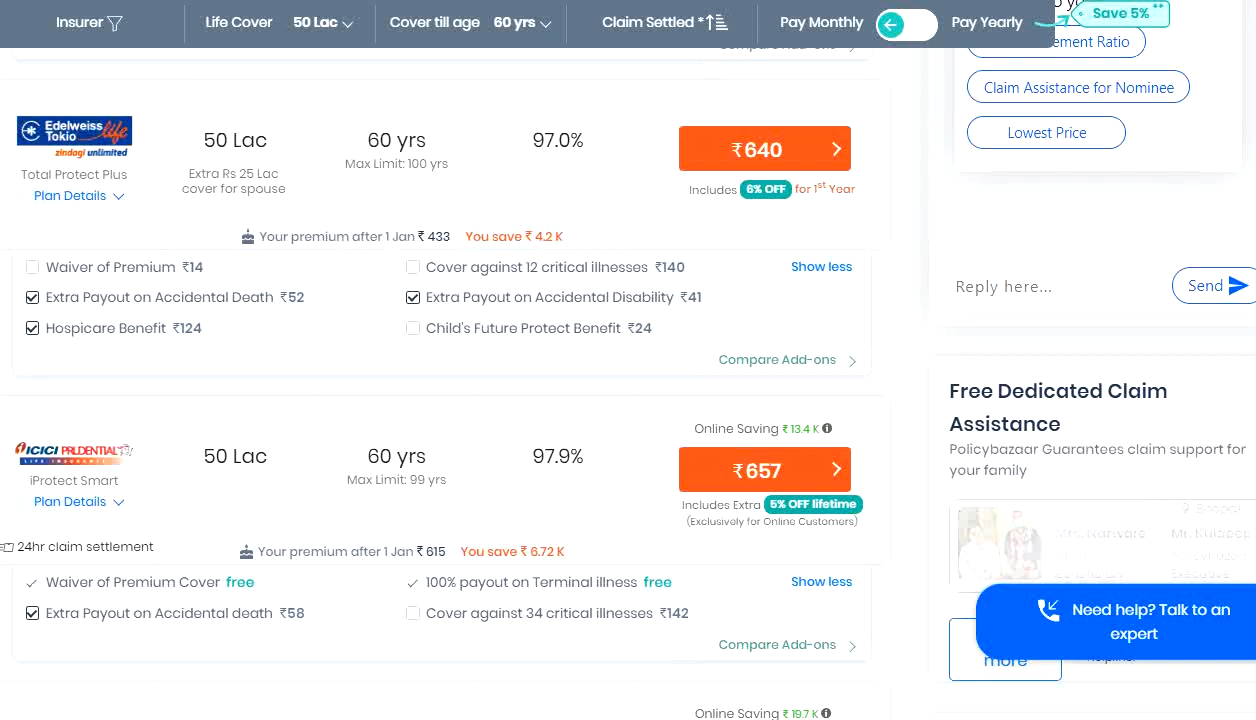 Insurer
Life Cover 50 Lac
Cover till age 60 yrs
Claim Settled *
Pay Monthly
Pay Yearly
Save 5% **
ement Ratio
Claim Assistance for Nominee
Lowest Price
Reply here...
Send
Edelweiss Tokio life
zindagi unlimited
Total Protect Plus
Plan Details
50 Lac
Extra Rs 25 Lac
cover for spouse
60 yrs
Max Limit: 100 yrs
97.0%
₹640
Includes 6% OFF for 1st Year
Your premium after 1 Jan ₹ 433 You save ₹ 4.2 K
Waiver of Premium ₹14
Cover against 12 critical illnesses ₹140
Show less
Extra Payout on Accidental Death ₹52
Extra Payout on Accidental Disability ₹41
Hospicare Benefit ₹124
Child's Future Protect Benefit ₹24
Compare Add-ons
ICICI PRUDENTIAL
LIFE INSURANCE
iProtect Smart
Plan Details
50 Lac
60 yrs
Max Limit: 99 yrs
97.9%
Online Saving ₹ 13.4 K
₹657
Includes Extra 5% OFF lifetime
(Exclusively for Online Customers)
24hr claim settlement
Your premium after 1 Jan ₹ 615 You save ₹ 6.72 K
Waiver of Premium Cover free
100% payout on Terminal illness free
Show less
Extra Payout on Accidental death ₹58
Cover against 34 critical illnesses ₹142
Compare Add-ons
Online Saving ₹ 19.7 K
Free Dedicated Claim
Assistance
Policybazaar Guarantees claim support for
your family
Need help? Talk to an
expert
more